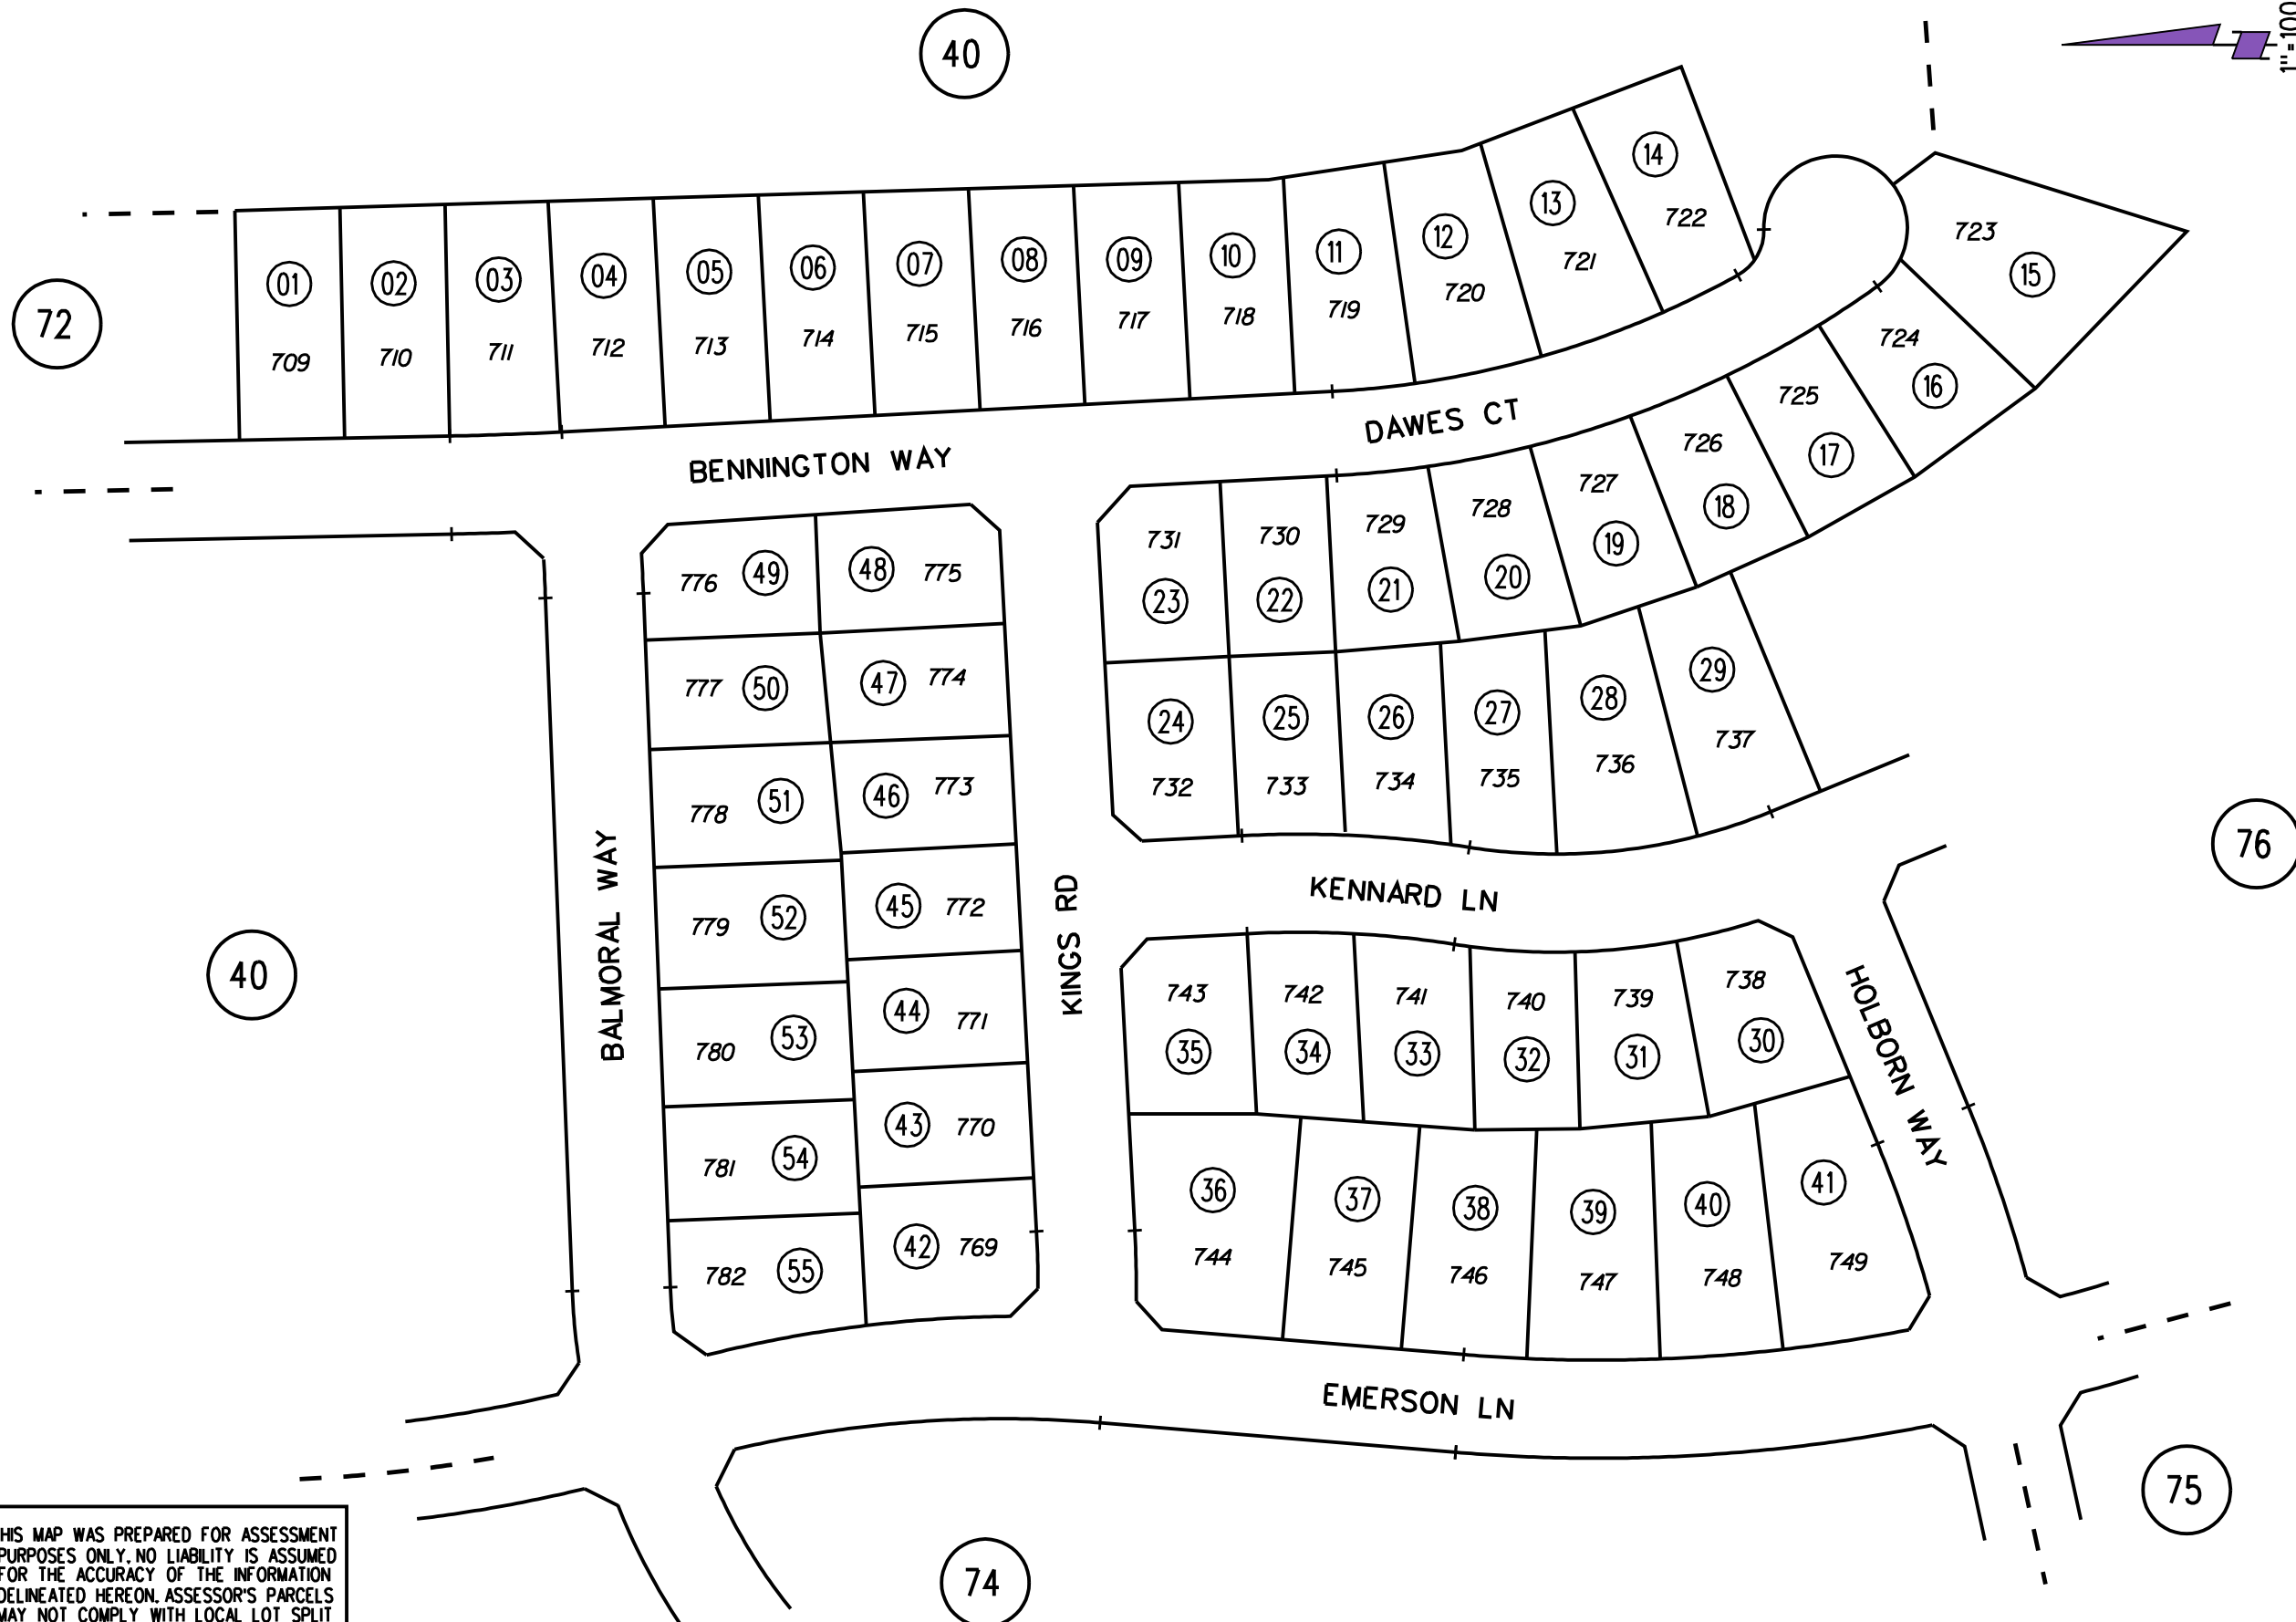 40
1"=100
72
01 02 03 04 05 06 07 08 09 10 11 12 13 14
709 710 711 712 713 714 715 716 717 718 719 720 721 722
723 15
724 16
725 17
726 18
727 19
728 20
729 21
730 22
731 23
BENNINGTON WAY
DAWES CT
776 49 48 775
777 50 47 774
778 51 46 773
779 52 45 772
780 53 44 771
781 54 43 770
782 55 42 769
24 25 26 27 28 29
732 733 734 735 736 737
40
BALMORAL WAY
KINGS RD
KENNARD LN
HOLBORN WAY
76
743 742 741 740 739 738
35 34 33 32 31 30
36 37 38 39 40 41
744 745 746 747 748 749
EMERSON LN
75
74
HIS MAP WAS PREPARED FOR ASSESSMENT
PURPOSES ONLY. NO LIABILITY IS ASSUMED
FOR THE ACCURACY OF THE INFORMATION
DELINEATED HEREON. ASSESSOR'S PARCELS
MAY NOT COMPLY WITH LOCAL LOT SPLIT